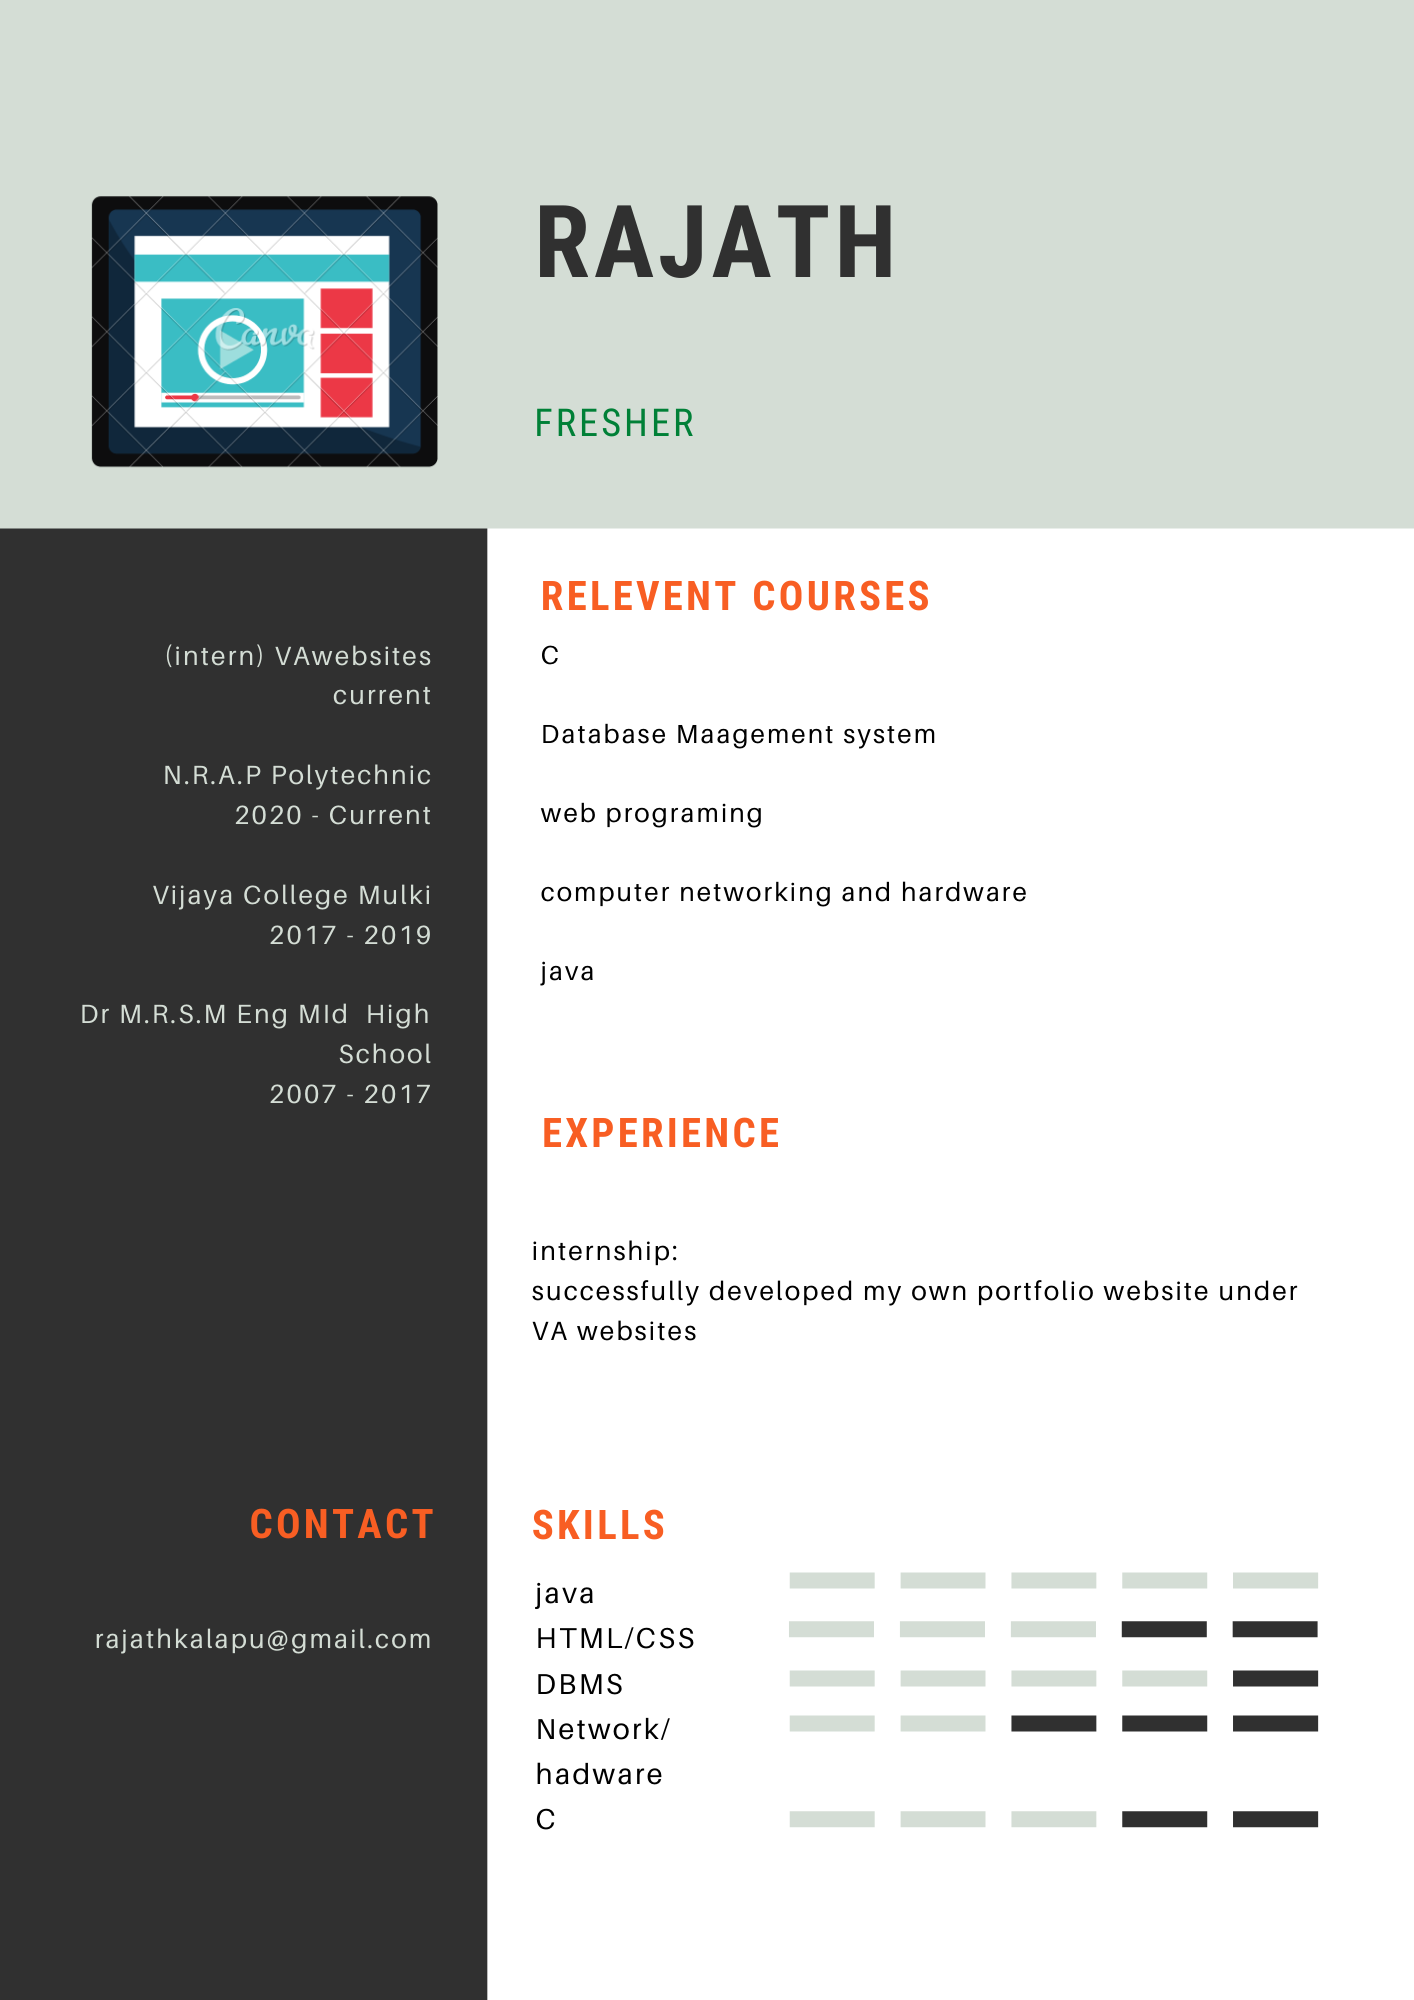 Canva
RAJATH
FRESHER
(intern) VAwebsites
current
N.R.A.P Polytechnic
2020 - Current
Vijaya College Mulki
2017 - 2019
Dr M.R.S.M Eng MId  High
School
2007 - 2017
CONTACT
rajathkalapu@gmail.com
RELEVENT COURSES
C
Database Maagement system
web programing
computer networking and hardware
java
EXPERIENCE
internship:
successfully developed my own portfolio website under
VA websites
SKILLS
java
HTML/CSS
DBMS
Network/
hadware
C